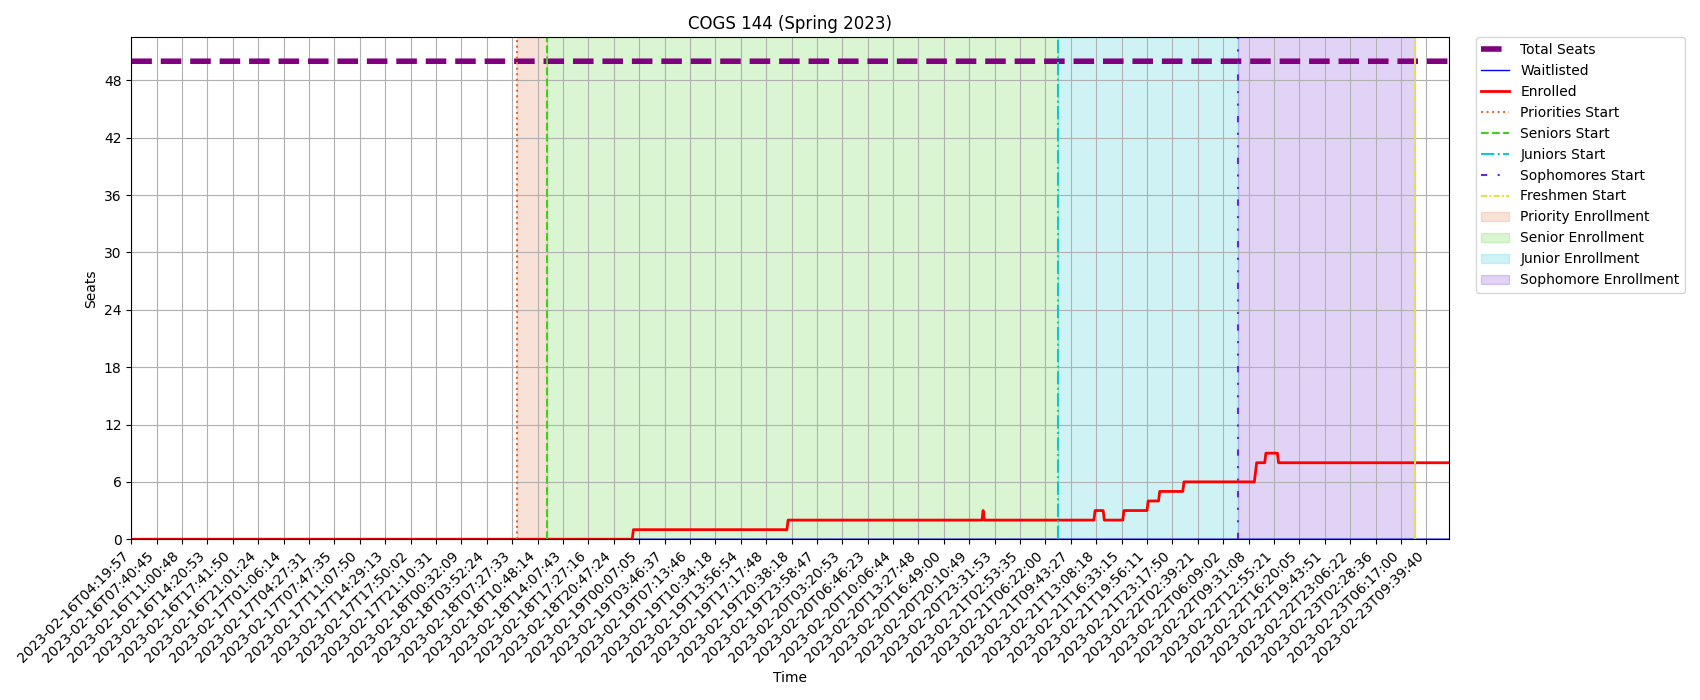 COGS 144 (Spring 2023)
Total Seats
Waitlisted
Enrolled
Priorities Start
Seniors Start
Juniors Start
Sophomores Start
Freshmen Start
Priority Enrollment
Senior Enrollment
Junior Enrollment
Sophomore Enrollment
Seats
48
42
36
30
24
18
12
6
0
2023-02-16T04:19:57
2023-02-16T07:40:45
2023-02-16T11:00:48
2023-02-16T14:20:53
2023-02-16T17:41:50
2023-02-16T21:01:24
2023-02-17T01:06:14
2023-02-17T04:27:31
2023-02-17T07:47:35
2023-02-17T11:07:50
2023-02-17T14:29:13
2023-02-17T17:50:02
2023-02-17T21:10:31
2023-02-18T00:32:09
2023-02-18T03:52:24
2023-02-18T07:27:33
2023-02-18T10:48:14
2023-02-18T14:07:43
2023-02-18T17:27:16
2023-02-18T20:47:24
2023-02-19T00:07:05
2023-02-19T03:46:37
2023-02-19T07:13:46
2023-02-19T10:34:18
2023-02-19T13:56:54
2023-02-19T17:17:48
2023-02-19T20:38:18
2023-02-19T23:58:47
2023-02-20T03:20:53
2023-02-20T06:46:23
2023-02-20T10:06:44
2023-02-20T13:27:48
2023-02-20T16:49:00
2023-02-20T20:10:49
2023-02-20T23:31:53
2023-02-21T02:53:35
2023-02-21T06:22:00
2023-02-21T09:43:27
2023-02-21T13:08:18
2023-02-21T16:33:15
2023-02-21T19:56:11
2023-02-21T23:17:50
2023-02-22T02:39:21
2023-02-22T06:09:02
2023-02-22T09:31:08
2023-02-22T12:55:21
2023-02-22T16:20:05
2023-02-22T19:43:51
2023-02-22T23:06:22
2023-02-23T02:28:36
2023-02-23T06:17:00
2023-02-23T09:39:40
Time